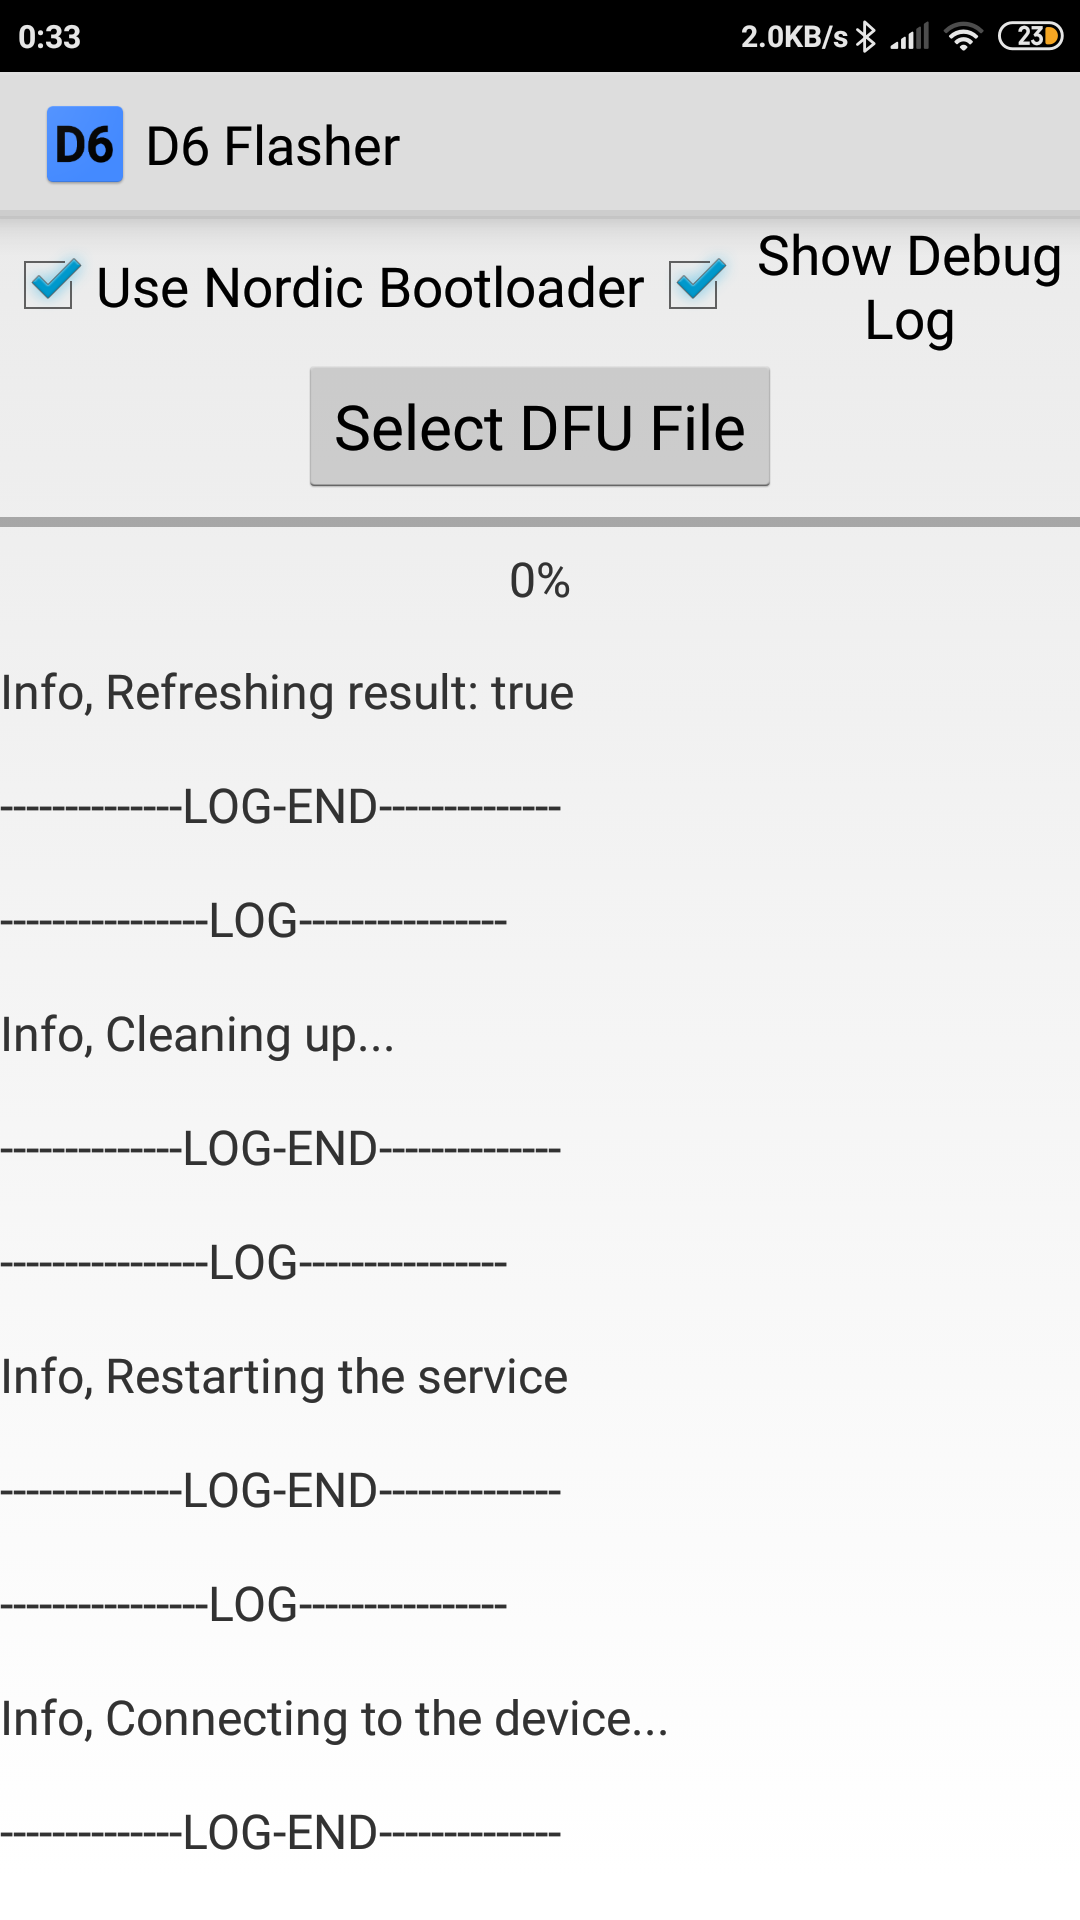 0:33 2.0KB/s 23
D6 D6 Flasher
Use Nordic Bootloader
Show Debug
Log
Select DFU File
0%
Info, Refreshing result: true
--------------LOG-END--------------
----------------LOG----------------
Info, Cleaning up...
--------------LOG-END--------------
----------------LOG----------------
Info, Restarting the service
--------------LOG-END--------------
----------------LOG----------------
Info, Connecting to the device...
--------------LOG-END--------------